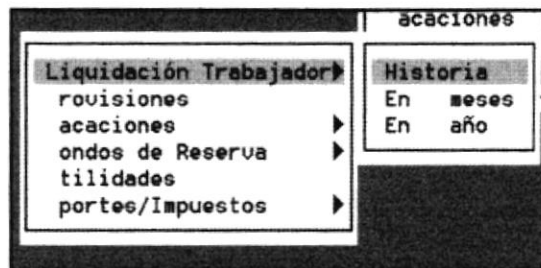 acaciones
Liquidación Trabajador
rovisiones
acaciones
ondos de Reserva
tilidades
portes/Impuestos
Historia
En meses
En año